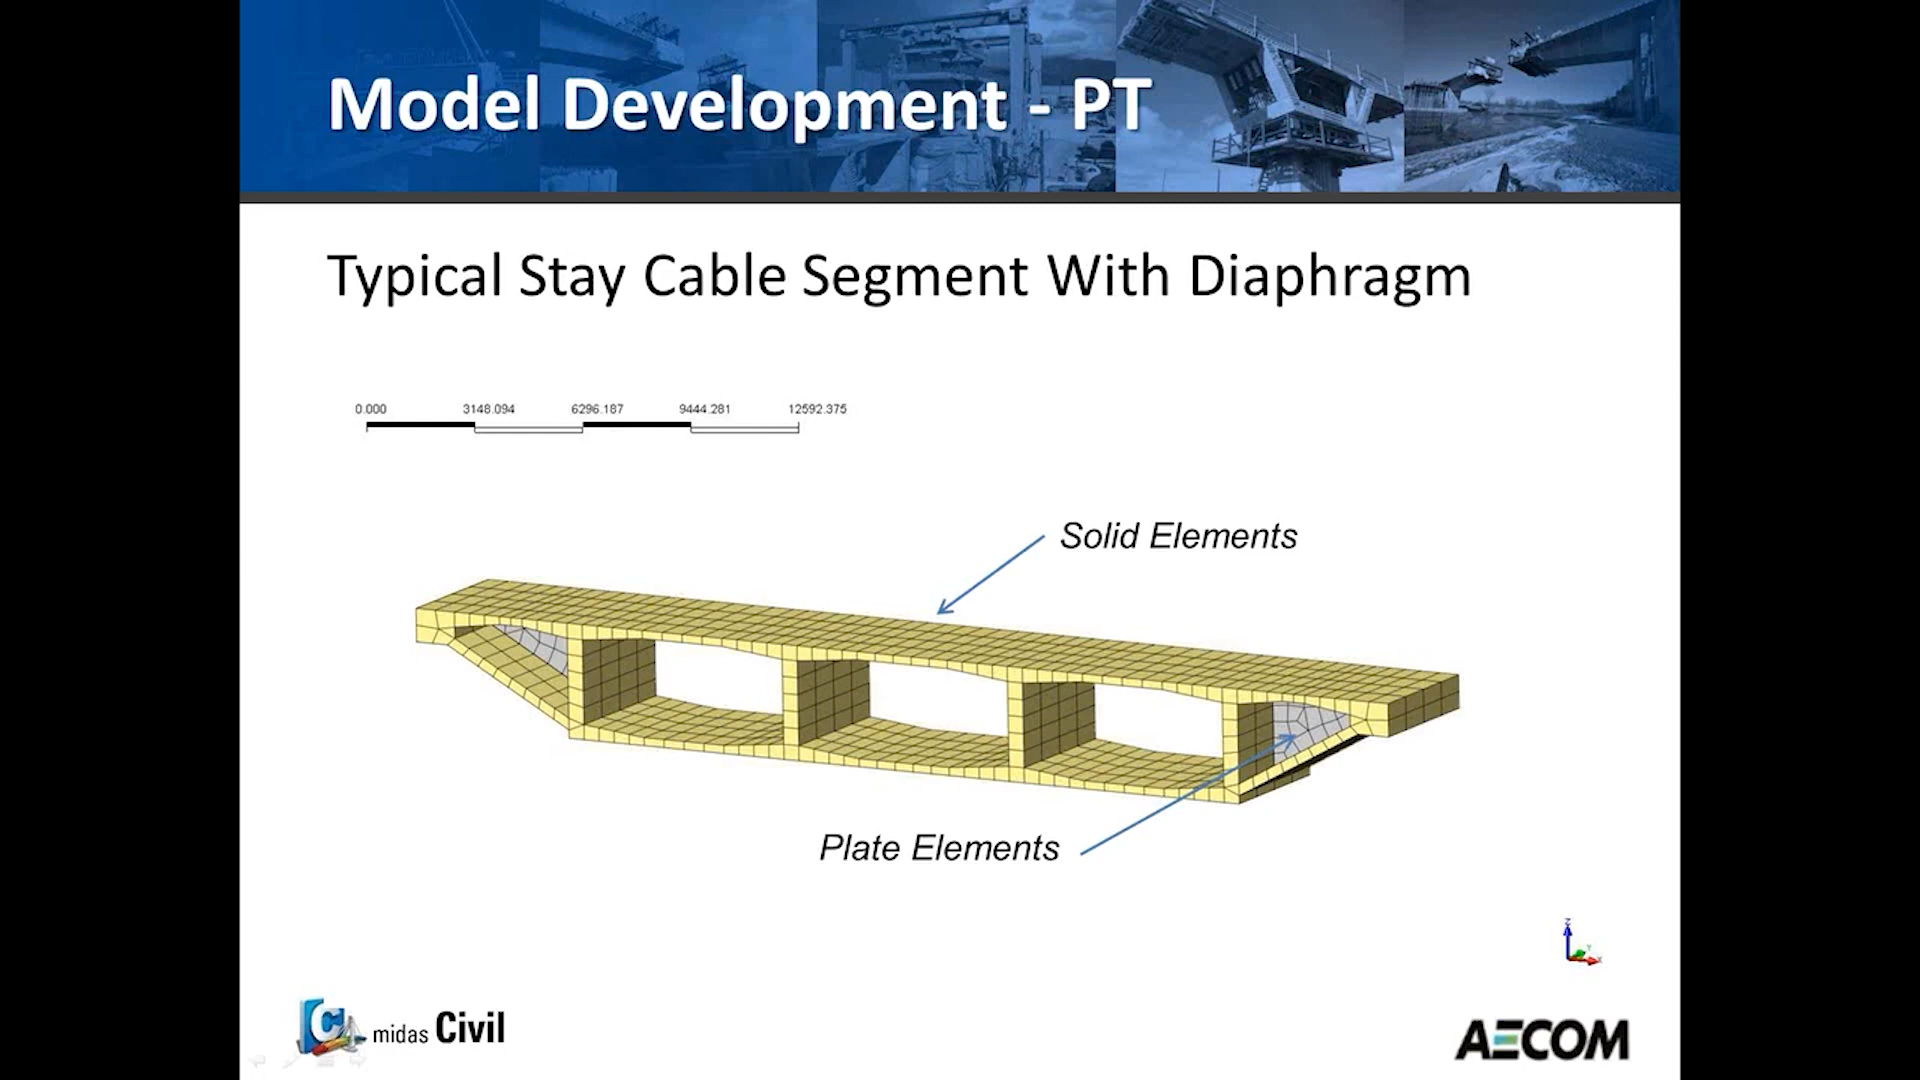 Model Development - PT
Typical Stay Cable Segment With Diaphragm
0.000 3148.094 6296.187 9444.281 12592.375
Solid Elements
Plate Elements
Z
Y
X
C midas Civil
AECOM